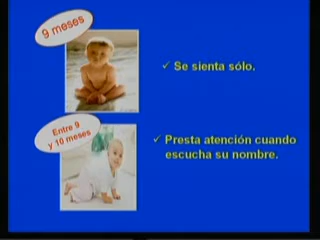 9 meses
✓ Se sienta sólo.
Entre 9
y 10 meses
✓ Presta atención cuando
escucha su nombre.